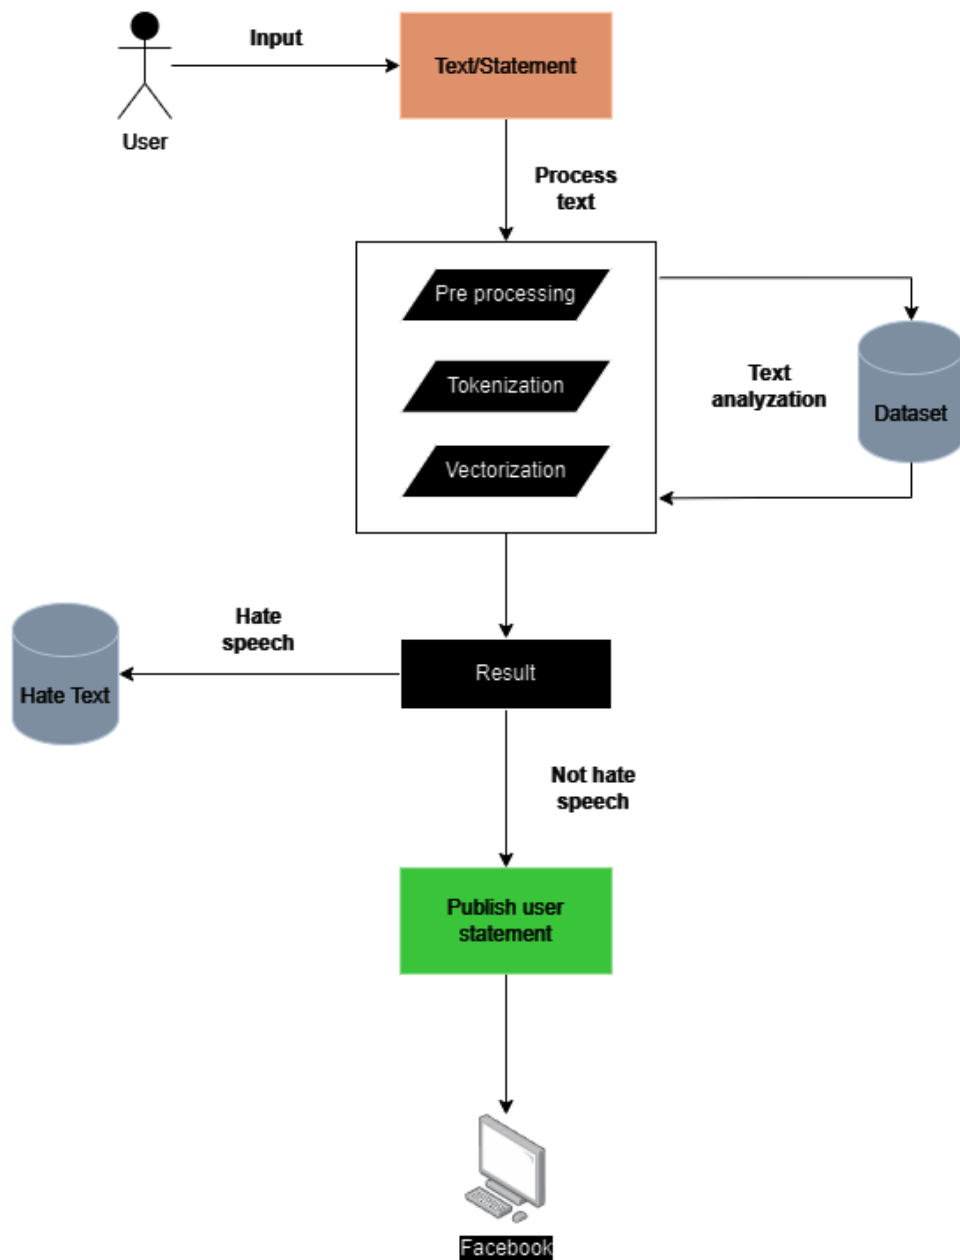 Input
Text/Statement
User
Process
text
Pre processing
Text
analyzation
Tokenization
Dataset
Vectorization
Hate
speech
Result
Hate Text
Not hate
speech
Publish user
statement
Facebook